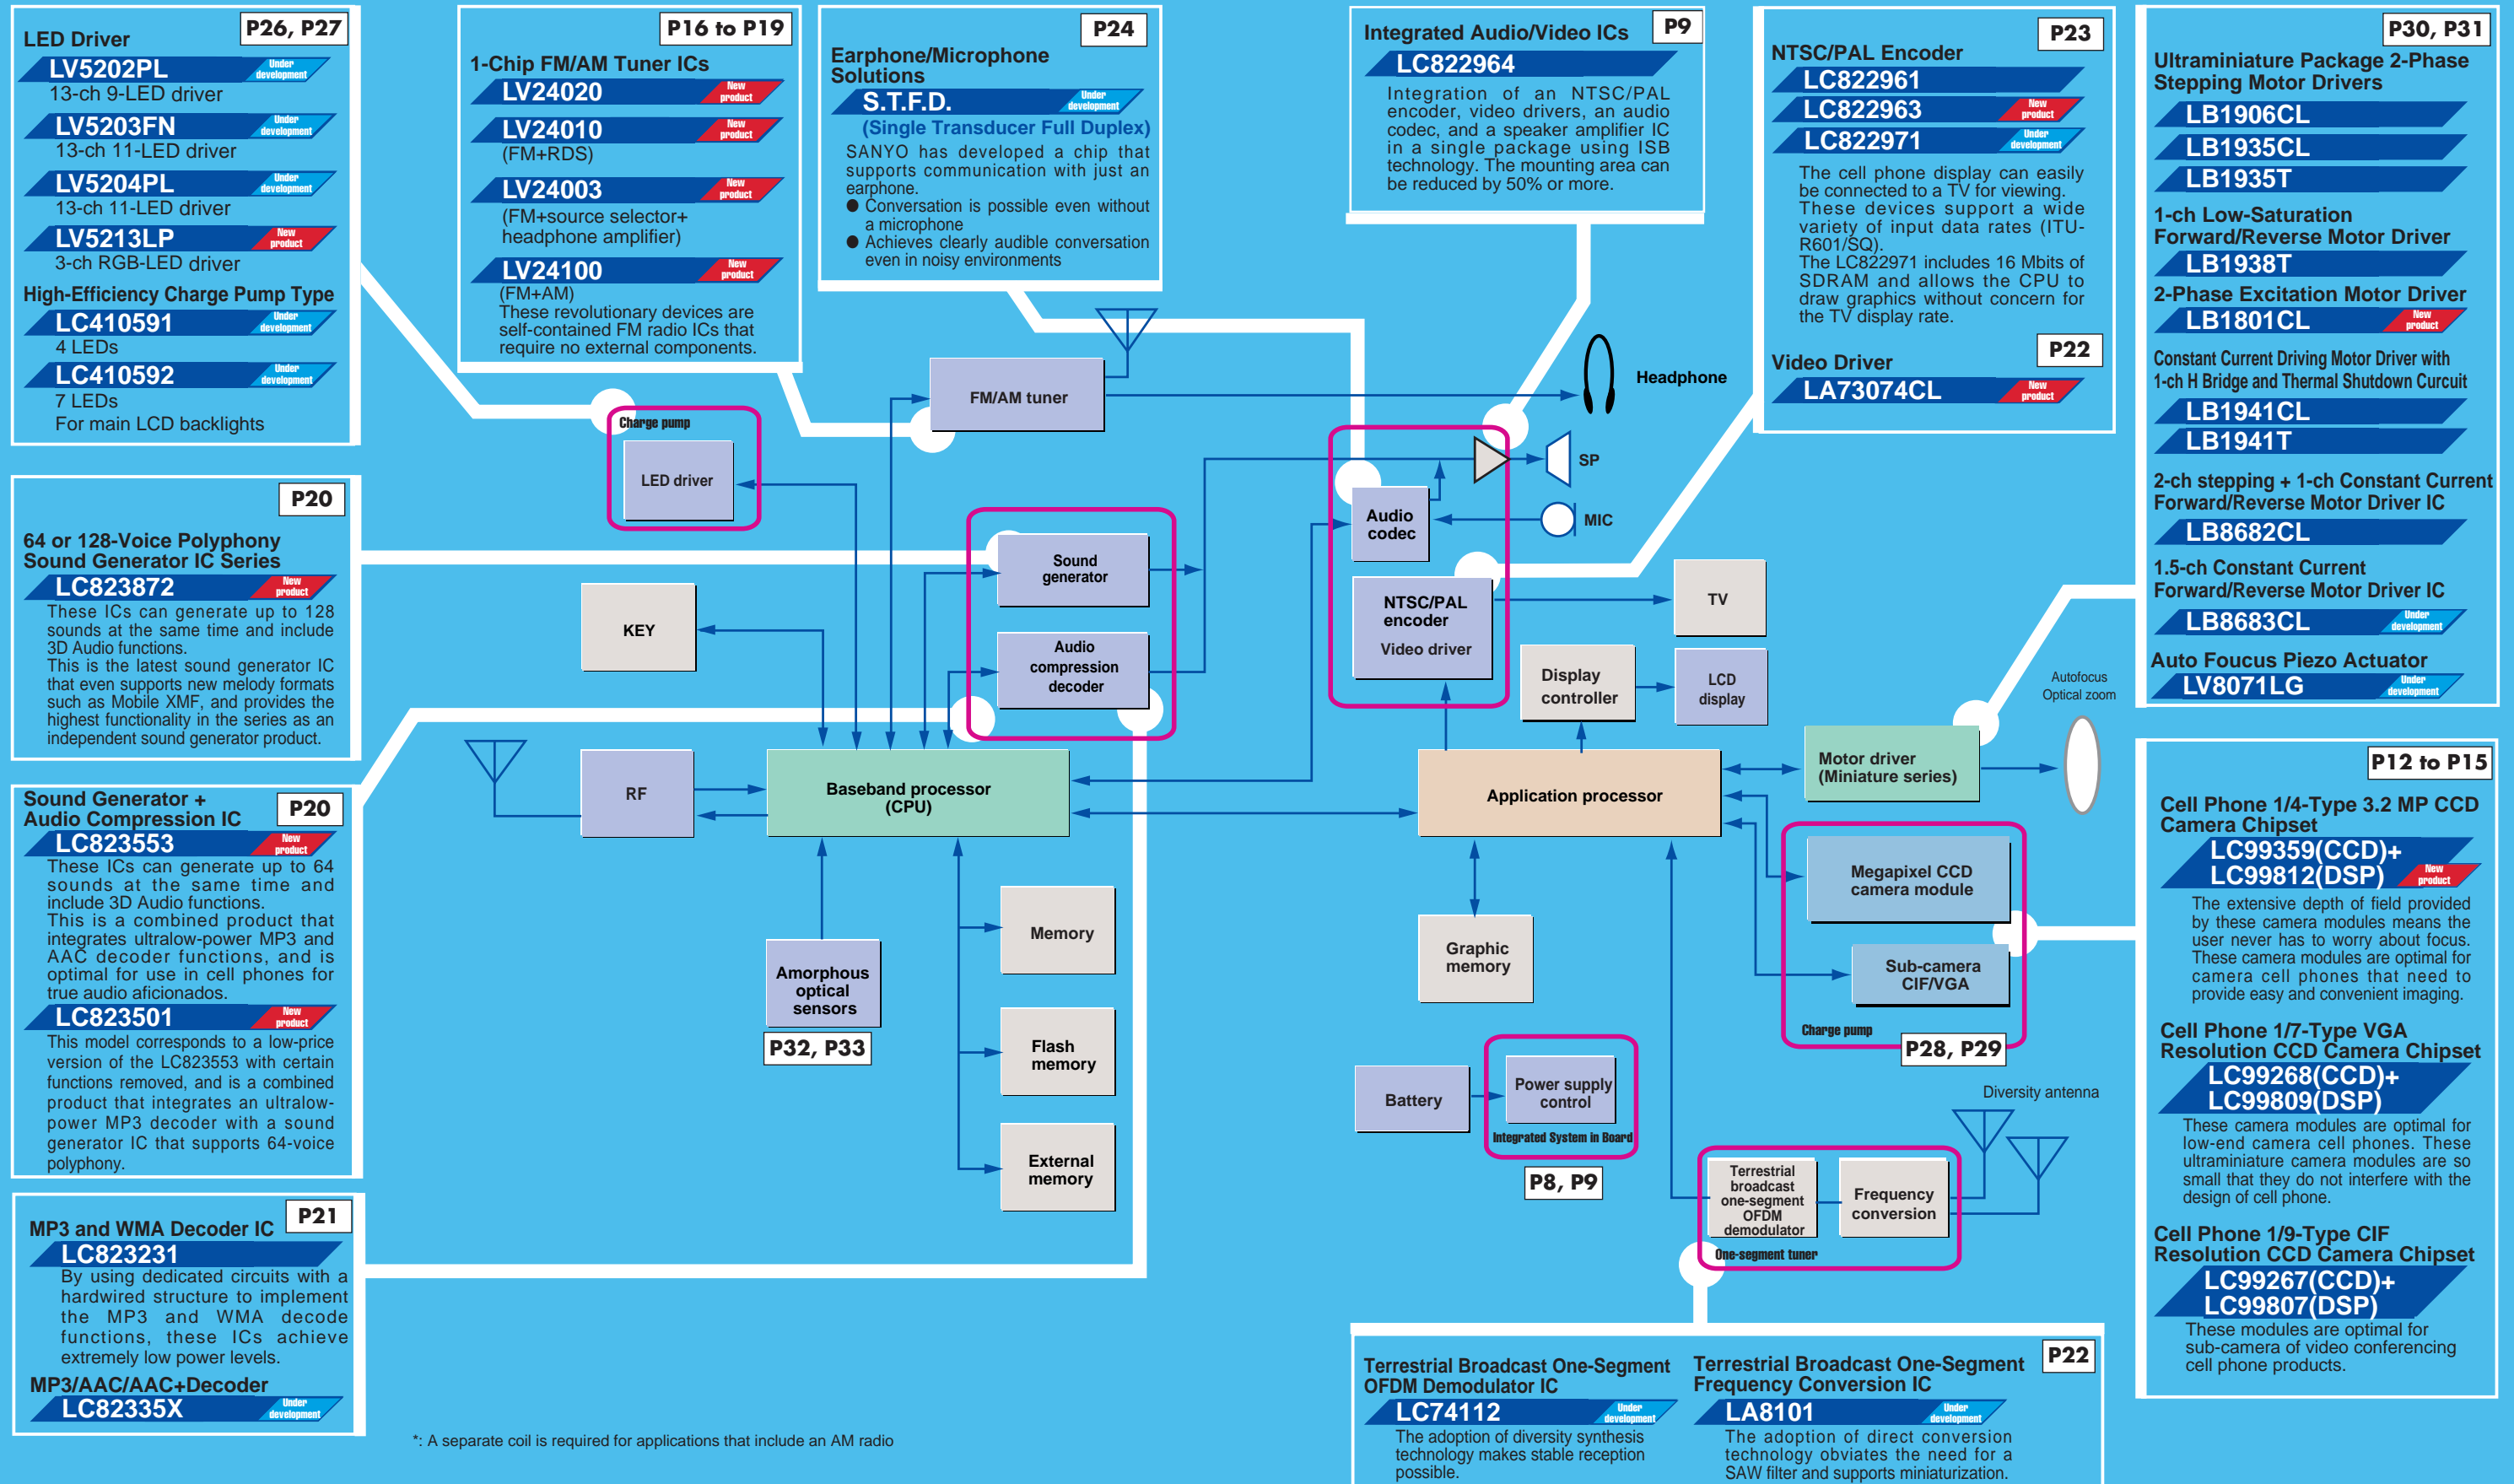 P26, P27
LED Driver
LV5202PL
Under
development
13-ch 9-LED driver
LV5203FN
Under
development
13-ch 11-LED driver
LV5204PL
Under
development
13-ch 11-LED driver
LV5213LP
New
product
3-ch RGB-LED driver
High-Efficiency Charge Pump Type
LC410591
Under
development
4 LEDs
LC410592
Under
development
7 LEDs
For main LCD backlights
P16 to P19
1-Chip FM/AM Tuner ICs
LV24020
New
product
LV24010
New
product
(FM+RDS)
LV24003
New
product
(FM+source selector+
headphone amplifier)
LV24100
New
product
(FM+AM)
These revolutionary devices are
self-contained FM radio ICs that
require no external components.
P24
Earphone/Microphone
Solutions
S.T.F.D.
Under
development
(Single Transducer Full Duplex)
SANYO has developed a chip that
supports communication with just an
earphone.
● Conversation is possible even without
a microphone
● Achieves clearly audible conversation
even in noisy environments
P9
Integrated Audio/Video ICs
LC822964
Integration of an NTSC/PAL
encoder, video drivers, an audio
codec, and a speaker amplifier IC
in a single package using ISB
technology. The mounting area can
be reduced by 50% or more.
P23
NTSC/PAL Encoder
LC822961
LC822963
New
product
LC822971
Under
development
The cell phone display can easily
be connected to a TV for viewing.
These devices support a wide
variety of input data rates (ITU-
R601/SQ).
The LC822971 includes 16 Mbits of
SDRAM and allows the CPU to
draw graphics without concern for
the TV display rate.
P22
Video Driver
LA73074CL
New
product
P30, P31
Ultraminiature Package 2-Phase
Stepping Motor Drivers
LB1906CL
LB1935CL
LB1935T
1-ch Low-Saturation
Forward/Reverse Motor Driver
LB1938T
2-Phase Excitation Motor Driver
LB1801CL
New
product
Constant Current Driving Motor Driver with
1-ch H Bridge and Thermal Shutdown Curcuit
LB1941CL
LB1941T
2-ch stepping + 1-ch Constant Current
Forward/Reverse Motor Driver IC
LB8682CL
1.5-ch Constant Current
Forward/Reverse Motor Driver IC
LB8683CL
Under
development
Auto Foucus Piezo Actuator
LV8071LG
Under
development
P20
64 or 128-Voice Polyphony
Sound Generator IC Series
LC823872
New
product
These ICs can generate up to 128
sounds at the same time and include
3D Audio functions.
This is the latest sound generator IC
that even supports new melody formats
such as Mobile XMF, and provides the
highest functionality in the series as an
independent sound generator product.
P20
Sound Generator +
Audio Compression IC
LC823553
New
product
These ICs can generate up to 64
sounds at the same time and
include 3D Audio functions.
This is a combined product that
integrates ultralow-power MP3 and
AAC decoder functions, and is
optimal for use in cell phones for
true audio aficionados.
LC823501
New
product
This model corresponds to a low-price
version of the LC823553 with certain
functions removed, and is a combined
product that integrates an ultralow-
power MP3 decoder with a sound
generator IC that supports 64-voice
polyphony.
P21
MP3 and WMA Decoder IC
LC823231
By using dedicated circuits with a
hardwired structure to implement
the MP3 and WMA decode
functions, these ICs achieve
extremely low power levels.
MP3/AAC/AAC+Decoder
LC82335X
Under
development
Charge pump
LED driver
FM/AM tuner
Headphone
SP
MIC
Audio
codec
Sound
generator
Audio
compression
decoder
NTSC/PAL
encoder
Video driver
TV
KEY
Display
controller
LCD
display
Autofocus
Optical zoom
RF
Baseband processor
(CPU)
Application processor
Motor driver
(Miniature series)
Megapixel CCD
camera module
Sub-camera
CIF/VGA
Charge pump
P28, P29
Memory
Graphic
memory
Amorphous
optical
sensors
P32, P33
Flash
memory
External
memory
Battery
Power supply
control
Integrated System in Board
P8, P9
Diversity antenna
Terrestrial
broadcast
one-segment
OFDM
demodulator
Frequency
conversion
One-segment tuner
P12 to P15
Cell Phone 1/4-Type 3.2 MP CCD
Camera Chipset
LC99359(CCD)+
LC99812(DSP)
New
product
The extensive depth of field provided
by these camera modules means the
user never has to worry about focus.
These camera modules are optimal for
camera cell phones that need to
provide easy and convenient imaging.
Cell Phone 1/7-Type VGA
Resolution CCD Camera Chipset
LC99268(CCD)+
LC99809(DSP)
These camera modules are optimal for
low-end camera cell phones. These
ultraminiature camera modules are so
small that they do not interfere with the
design of cell phone.
Cell Phone 1/9-Type CIF
Resolution CCD Camera Chipset
LC99267(CCD)+
LC99807(DSP)
These modules are optimal for
sub-camera of video conferencing
cell phone products.
P22
Terrestrial Broadcast One-Segment
OFDM Demodulator IC
LC74112
Under
development
The adoption of diversity synthesis
technology makes stable reception
possible.
Terrestrial Broadcast One-Segment
Frequency Conversion IC
LA8101
Under
development
The adoption of direct conversion
technology obviates the need for a
SAW filter and supports miniaturization.
*: A separate coil is required for applications that include an AM radio